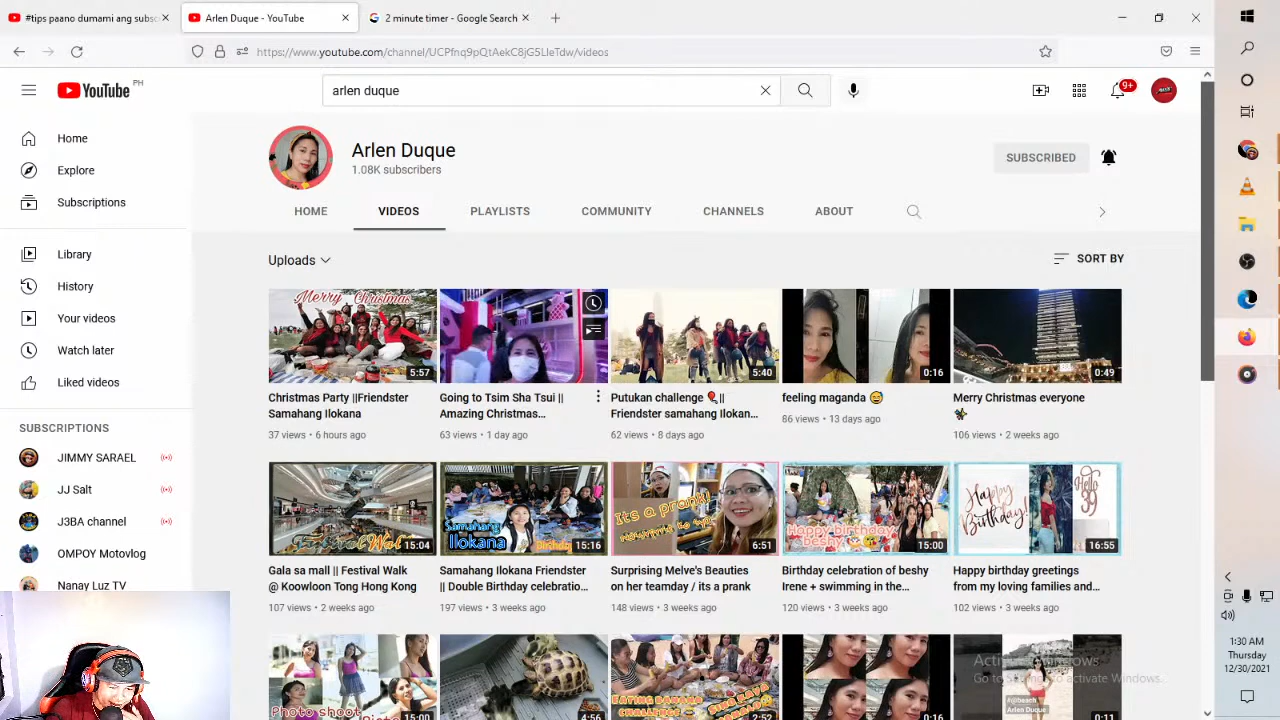 #tips paano dumami ang subsc
Arlen Duque - YouTube
2 minute timer - Google Search
https://www.youtube.com/channel/UCPfnq9pQtAekC8jG5LIeTdw/videos
YouTube PH
arlen duque
9+
Arlen Duque
1.08K subscribers
SUBSCRIBED
HOME VIDEOS PLAYLISTS COMMUNITY CHANNELS ABOUT
Uploads
SORT BY
Home
Explore
Subscriptions
Library
History
Your videos
Watch later
Liked videos
SUBSCRIPTIONS
JIMMY SARAEL
JJ Salt
J3BA channel
OMPOY Motovlog
Nanay Luz TV
Merry Christmas
5:57
Christmas Party ||Friendster
Samahang Ilokana
37 views • 6 hours ago
Going to Tsim Sha Tsui ||
Amazing Christmas...
63 views • 1 day ago
5:40
Putukan challenge 🎈||
Friendster samahang Ilokan...
62 views • 8 days ago
0:16
feeling maganda 😅
86 views • 13 days ago
0:49
Merry Christmas everyone
106 views • 2 weeks ago
15:04
Gala sa mall || Festival Walk
@ Koowloon Tong Hong Kong
107 views • 2 weeks ago
Samahang
Ilokana
Birthday
15:16
Samahang Ilokana Friendster
|| Double Birthday celebratio...
197 views • 3 weeks ago
Its a prank!
6:51
Surprising Melve's Beauties
on her teamday / its a prank
148 views • 3 weeks ago
Happy birthday
beshy
15:00
Birthday celebration of beshy
Irene + swimming in the...
120 views • 3 weeks ago
Happy
Birthday!
Hello
39
16:55
Happy birthday greetings
from my loving families and...
102 views • 3 weeks ago
Photo shoot
15:00
4:56
EATING BANANA
CHALLENGE
2:52
0:16
Arlen Duque
0:11
Activate Windows
Go to Settings to activate Windows.
1:30 AM
Thursday
12/30/2021